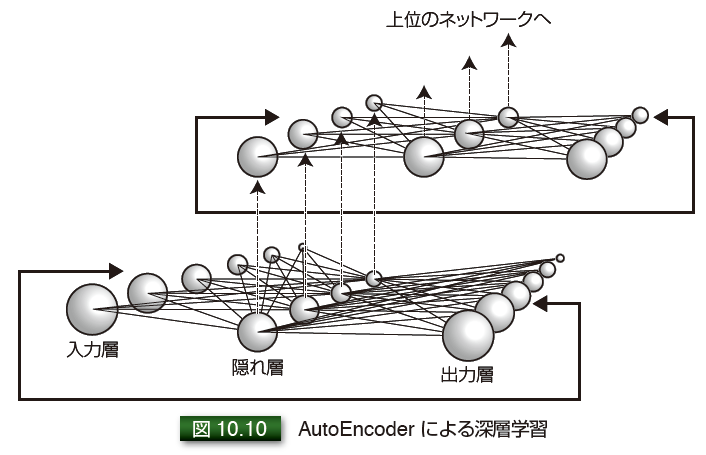 上位のネットワークへ
入力層
隠れ層
出力層
図 10.10 AutoEncoder による深層学習